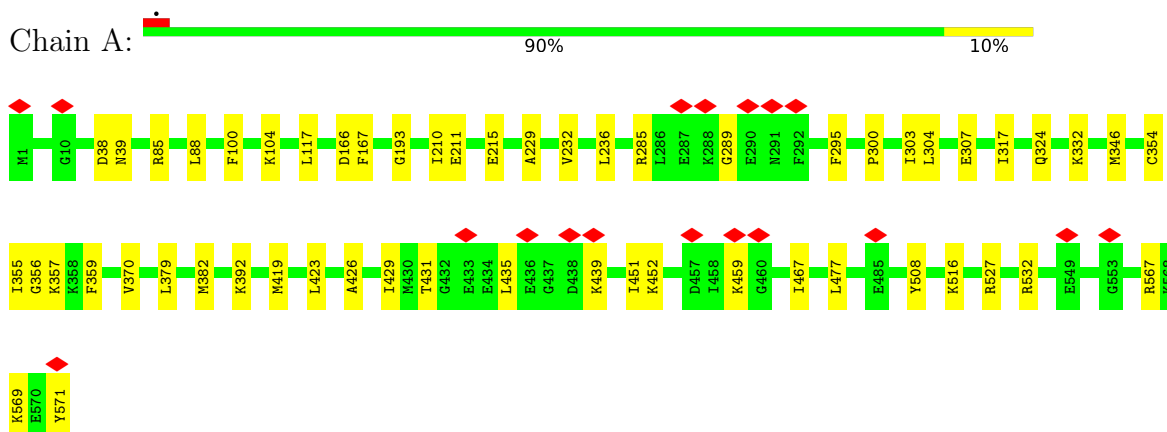 Chain A:
90% 10%
M1 G10 D38 N39 R85 L88 F100 K104 L117 D166 F167 G193 I210 E211 E215 A229 V232 L236 R285 L286 E287 K288 G289 E290 N291 F292 F295 P300 I303 L304 E307 I317 Q324 K332 M346 C354
I355 G356 K357 K358 F359 V370 L379 M382 K392 M419 L423 A426 I429 M430 T431 G432 E433 E434 L435 E436 G437 D438 K439 I451 K452 D457 I458 K459 G460 I467 L477 E485 Y508 K516 R527 R532 E549 G553 R567
K569 E570 Y571